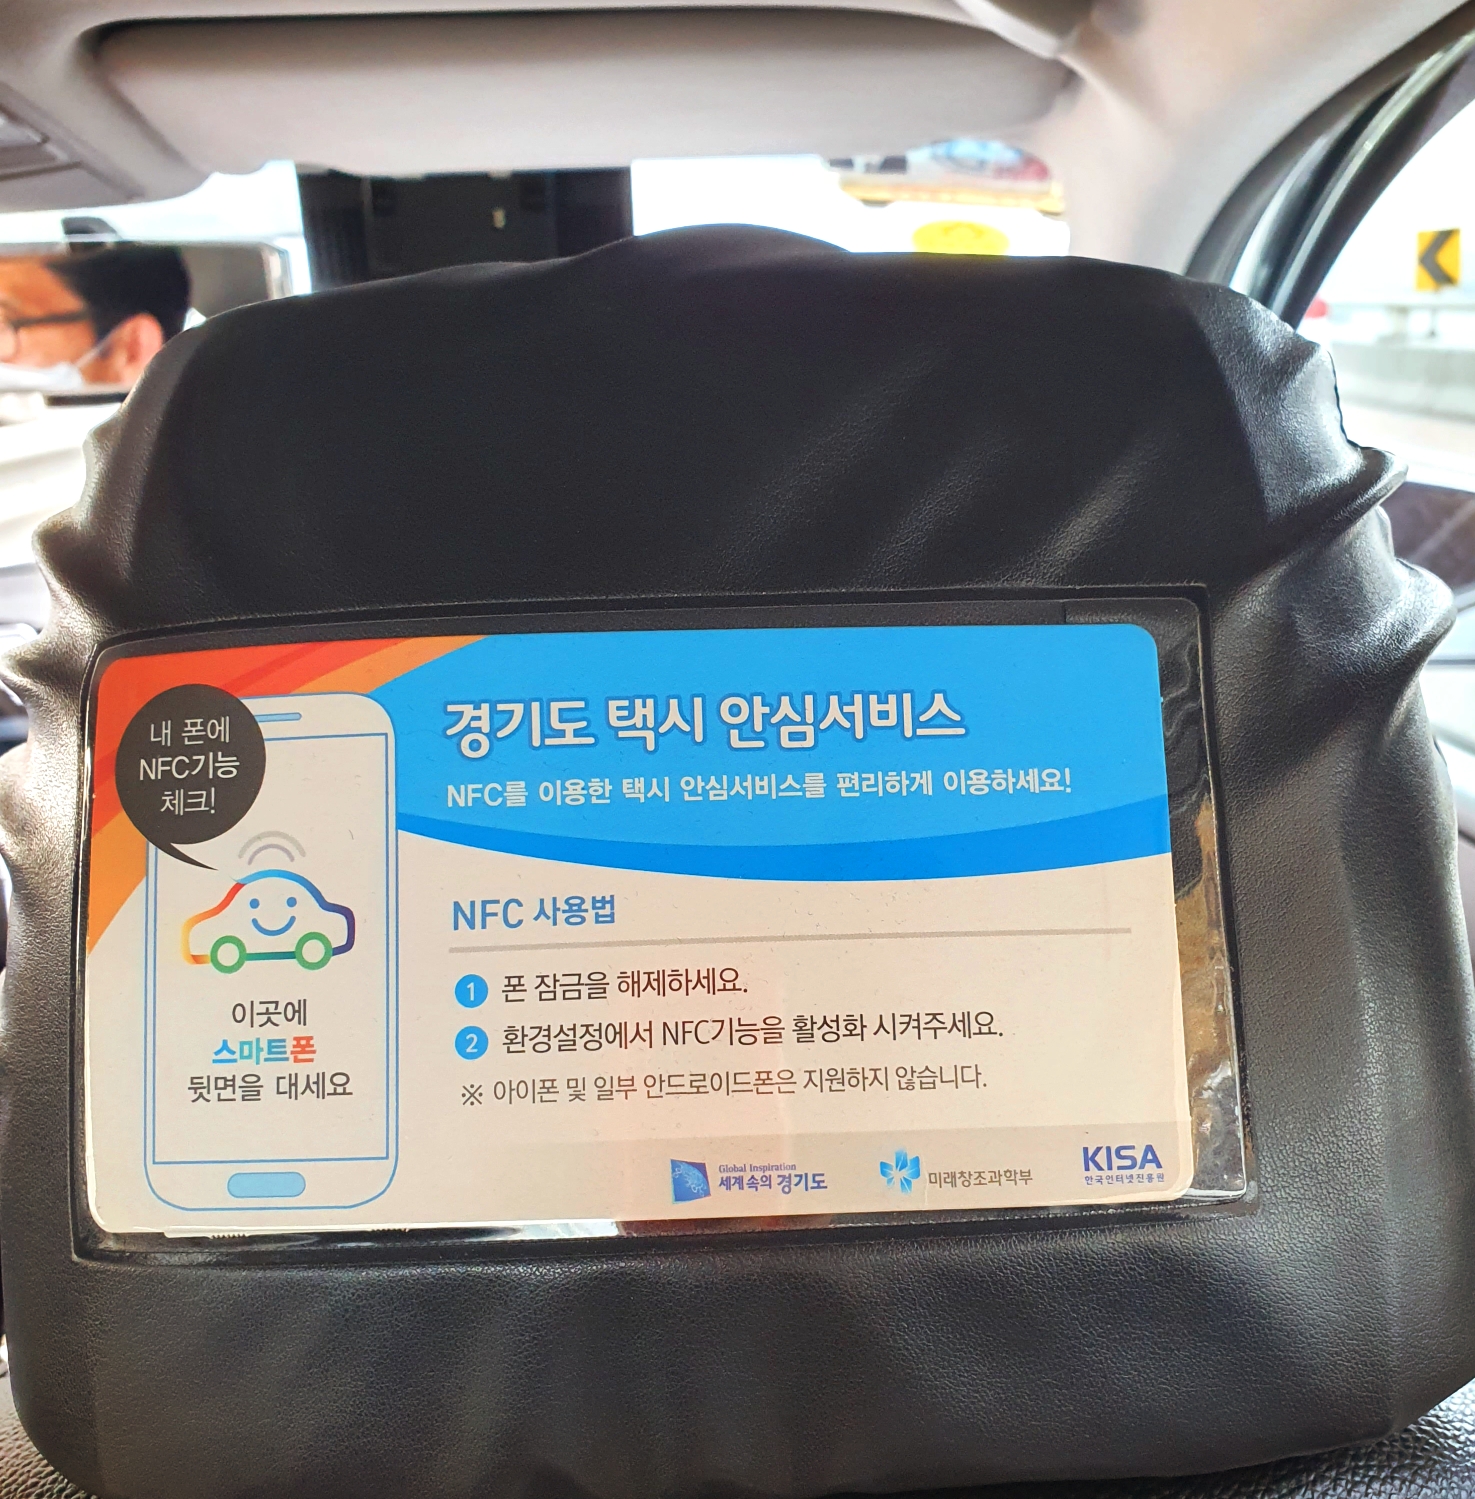 내 폰에
NFC기능
체크!
이곳에
스마트폰
뒷면을 대세요
경기도 택시 안심서비스
NFC를 이용한 택시 안심서비스를 편리하게 이용하세요!
NFC 사용법
1 폰 잠금을 해제하세요.
2 환경설정에서 NFC기능을 활성화 시켜주세요.
※ 아이폰 및 일부 안드로이드폰은 지원하지 않습니다.
Global Inspiration
세계속의 경기도
미래창조과학부
KISA
한국인터넷진흥원